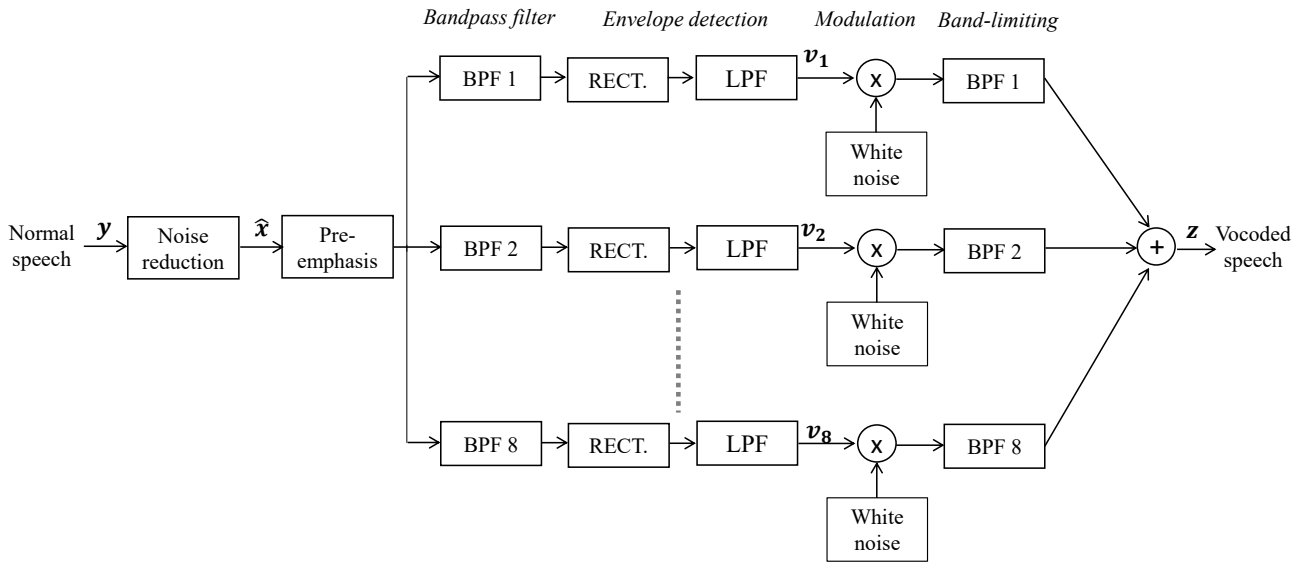 Bandpass filter
Envelope detection
Modulation
Band-limiting
BPF 1
RECT.
LPF
v₁
x
BPF 1
White
noise
Normal
speech
y
Noise
reduction
x̂
Pre-
emphasis
BPF 2
RECT.
LPF
v₂
x
BPF 2
+
z
Vocoded
speech
White
noise
BPF 8
RECT.
LPF
v₈
x
BPF 8
White
noise